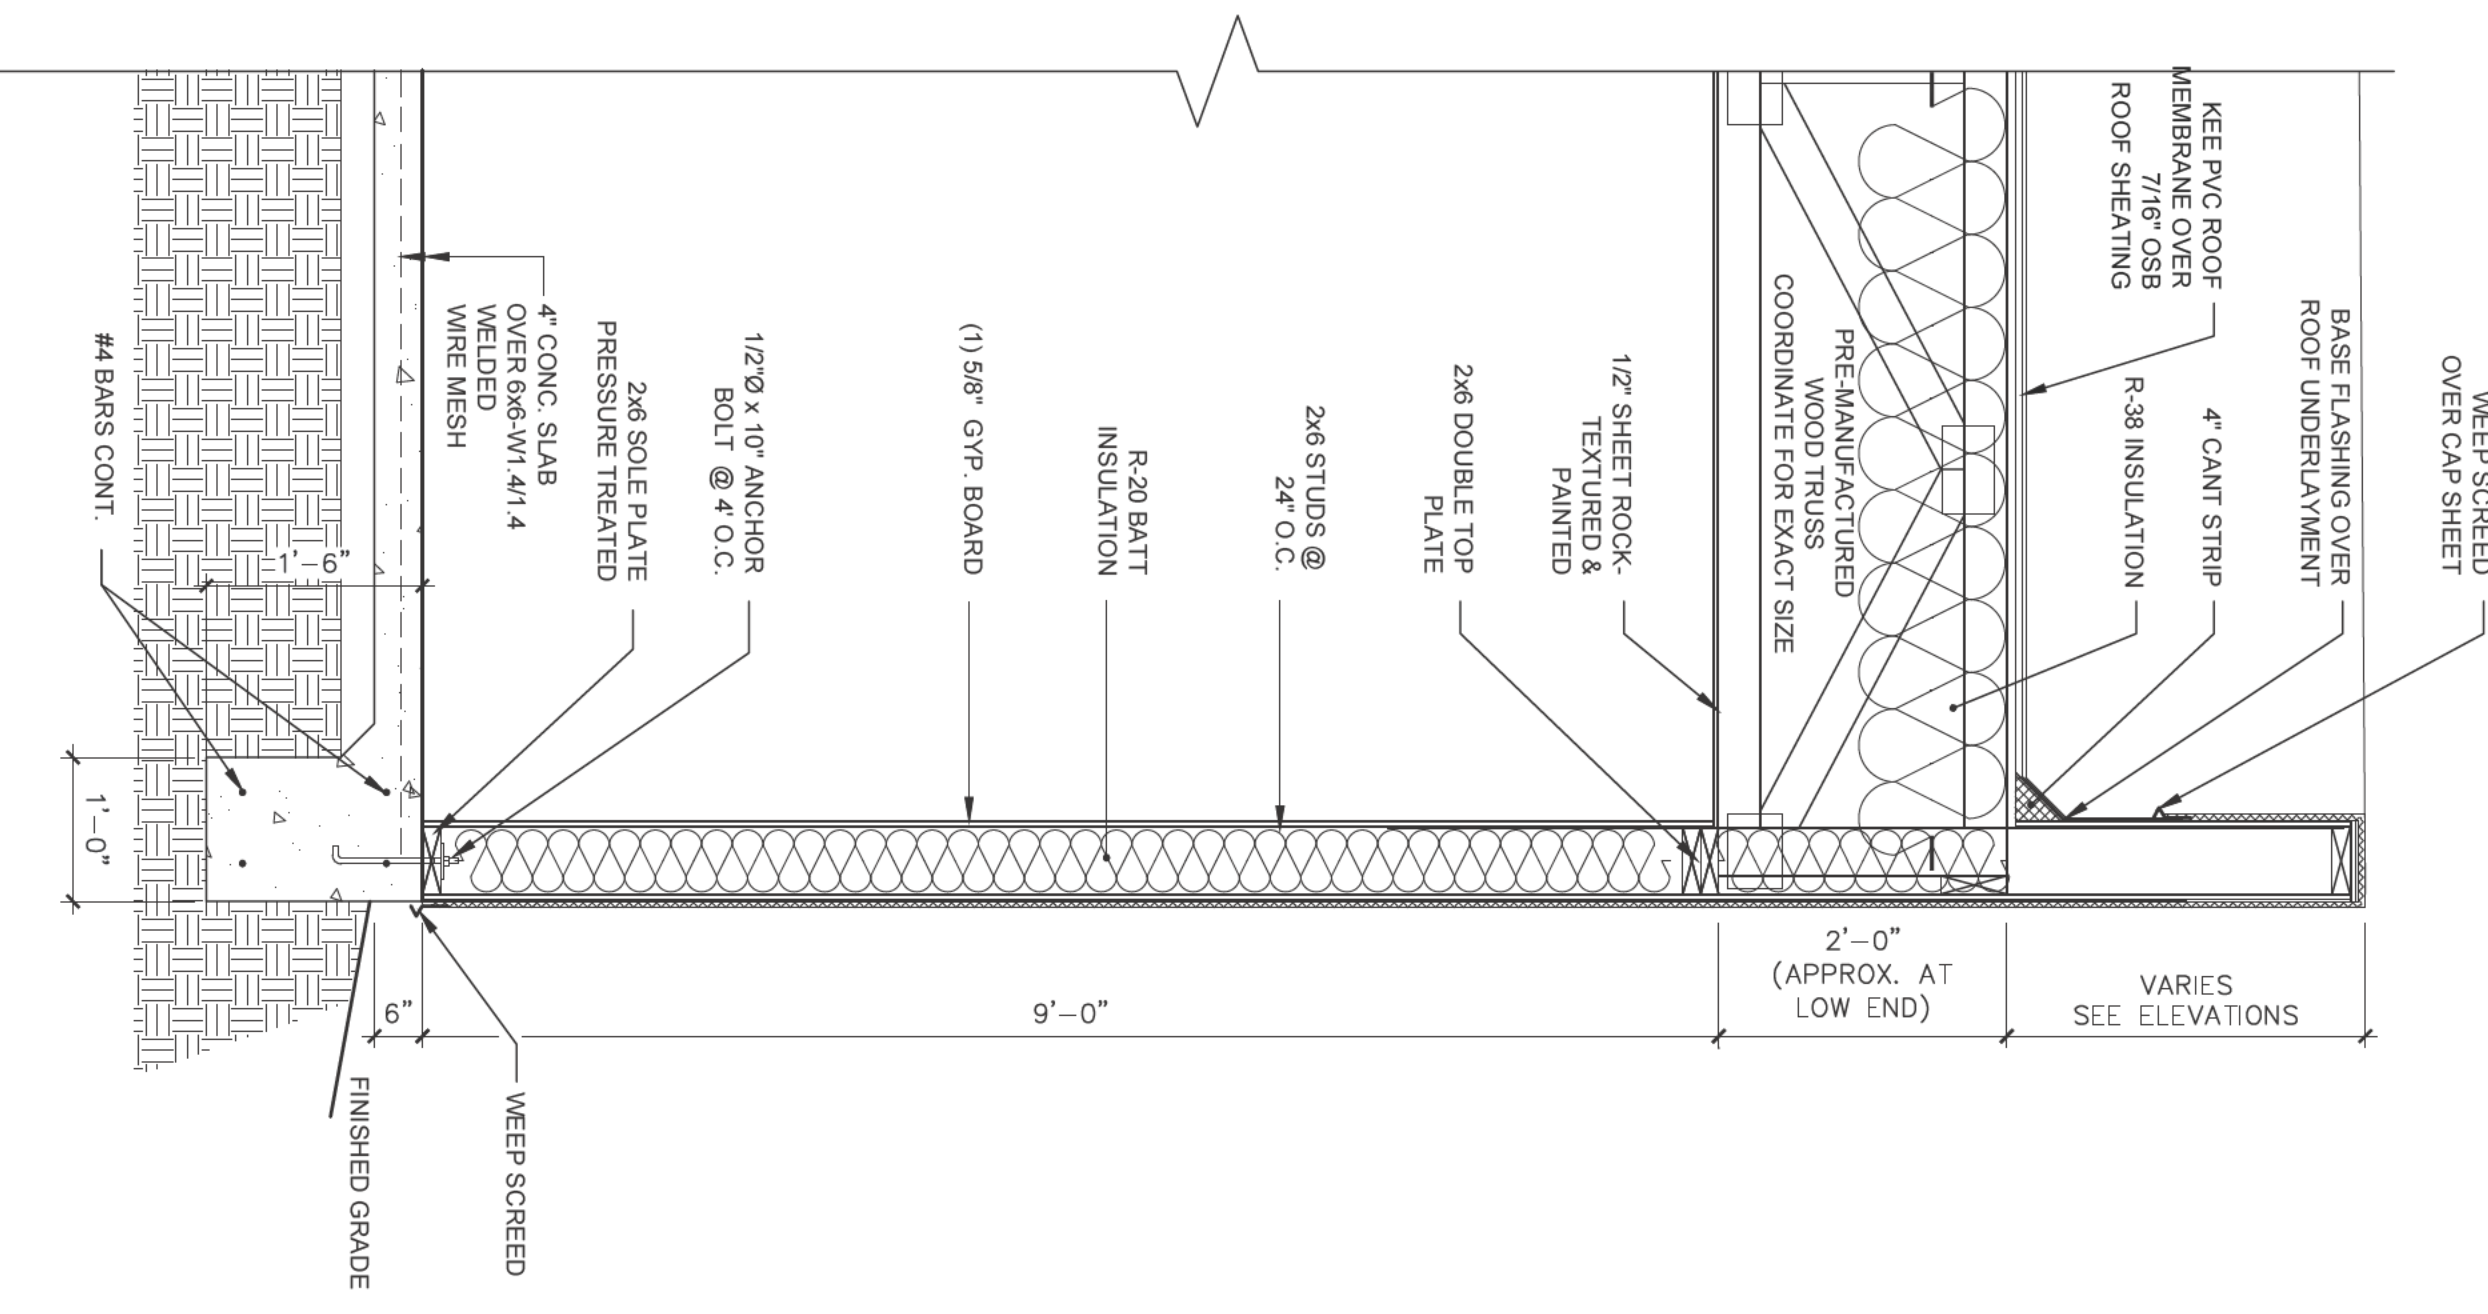 WEEP SCREED
OVER CAP SHEET
BASE FLASHING OVER
ROOF UNDERLAYMENT
KEEP PVC ROOF
MEMBRANE OVER
7/16" OSB
ROOF SHEATING
4" CANT STRIP
R-38 INSULATION
PRE-MANUFACTURED
WOOD TRUSS
COORDINATE FOR EXACT SIZE
1/2" SHEET ROCK-
TEXTURED &
PAINTED
2x6 DOUBLE TOP
PLATE
2x6 STUDS @
24" O.C.
R-20 BATT
INSULATION
(1) 5/8" GYP. BOARD
1/2"Ø x 10" ANCHOR
BOLT @ 4' O.C.
2x6 SOLE PLATE
PRESSURE TREATED
4" CONC. SLAB
OVER 6x6-W1.4/1.4
WELDED
WIRE MESH
#4 BARS CONT.
1'-6"
1'-0"
VARIES
SEE ELEVATIONS
2'-0"
(APPROX. AT
LOW END)
9'-0"
6"
WEEP SCREED
FINISHED GRADE